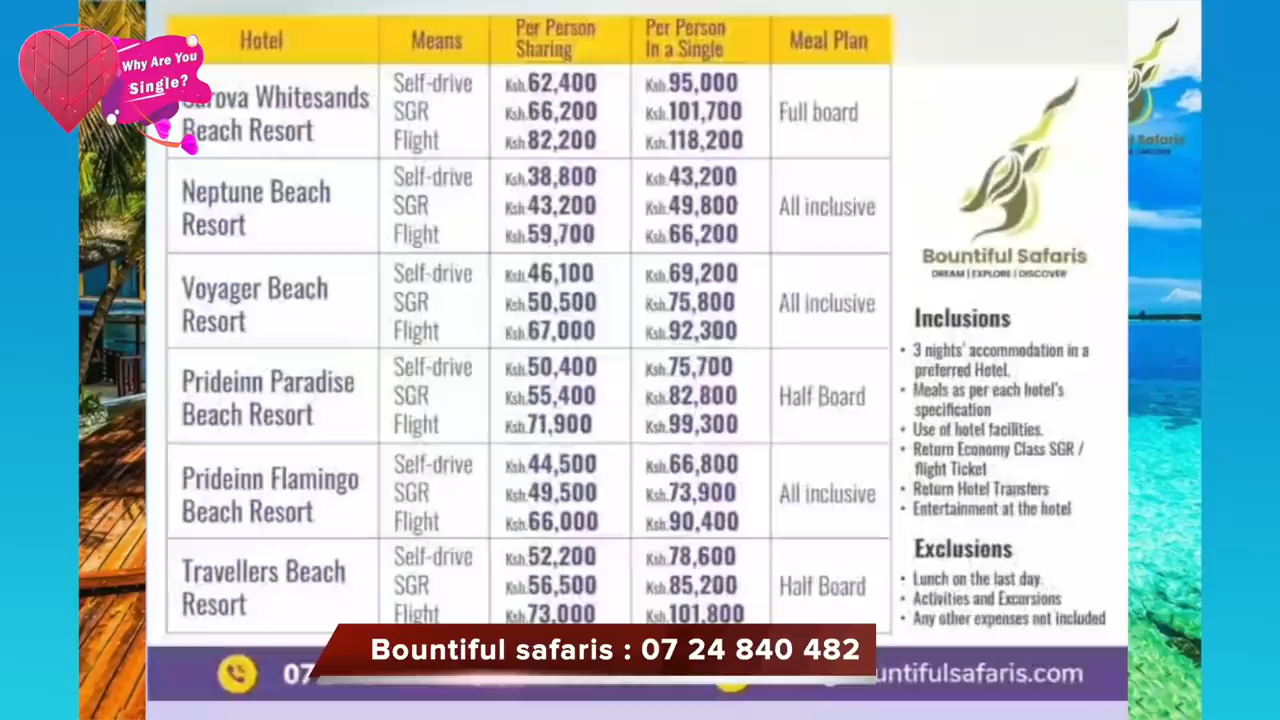 Why Are You
Single?
Hotel
Means
Per Person
Sharing
Per Person
In a Single
Meal Plan
Whitesands
Beach Resort
Self-drive Ksh.62,400 Ksh.95,000
SGR Ksh.66,200 Ksh.101,700
Flight Ksh.82,200 Ksh.118,200
Full board
Neptune Beach
Resort
Self-drive Ksh.38,800 Ksh.43,200
SGR Ksh.43,200 Ksh.49,800
Flight Ksh.59,700 Ksh.66,200
All inclusive
Voyager Beach
Resort
Self-drive Ksh.46,100 Ksh.69,200
SGR Ksh.50,500 Ksh.75,800
Flight Ksh.67,000 Ksh.92,300
All inclusive
Prideinn Paradise
Beach Resort
Self-drive Ksh.50,400 Ksh.75,700
SGR Ksh.55,400 Ksh.82,800
Flight Ksh.71,900 Ksh.99,300
Half Board
Prideinn Flamingo
Beach Resort
Self-drive Ksh.44,500 Ksh.66,800
SGR Ksh.49,500 Ksh.73,900
Flight Ksh.66,000 Ksh.90,400
All inclusive
Travellers Beach
Resort
Self-drive Ksh.52,200 Ksh.78,600
SGR Ksh.56,500 Ksh.85,200
Flight Ksh.73,000 Ksh.101,800
Half Board
Safaris
Bountiful Safaris
DREAM | EXPLORE | DISCOVER
Inclusions
• 3 nights' accommodation in a
preferred Hotel.
• Meals as per each hotel's
specification
• Use of hotel facilities.
• Return Economy Class SGR /
flight Ticket
• Return Hotel Transfers
• Entertainment at the hotel
Exclusions
• Lunch on the last day
• Activities and Excursions
• Any other expenses not included
Bountiful safaris : 07 24 840 482
07
untifulsafaris.com